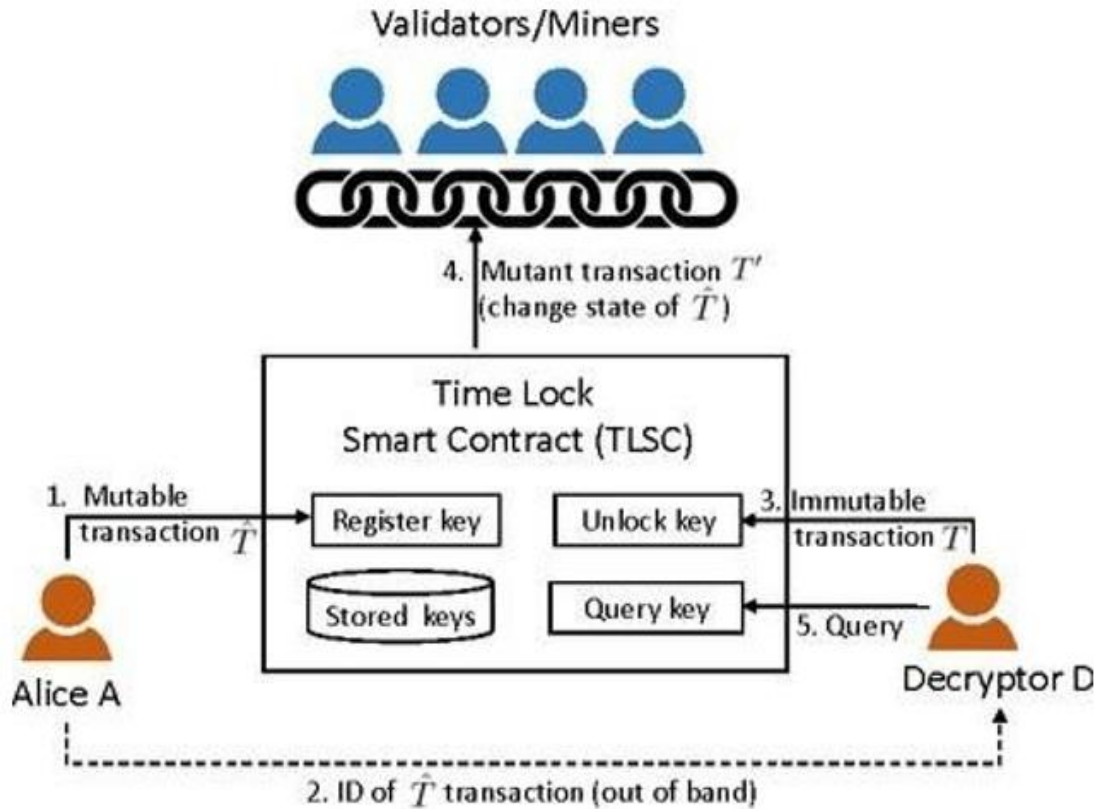 Validators/Miners
4. Mutant transaction T′
(change state of T̂)
Time Lock
Smart Contract (TLSC)
1. Mutable
transaction T̂
Register key
Unlock key
3. Immutable
transaction T
Stored keys
Query key
5. Query
Alice A
Decryptor D
2. ID of T̂ transaction (out of band)